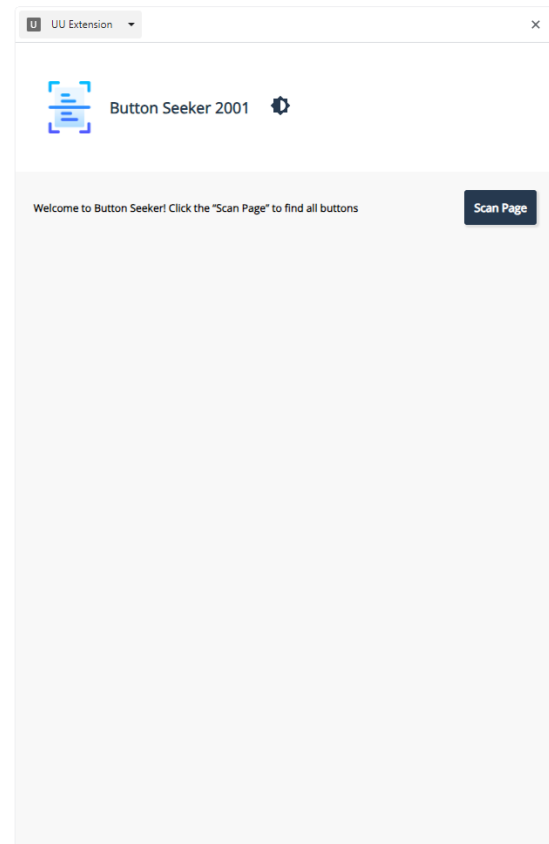 U UU Extension
Button Seeker 2001
Welcome to Button Seeker! Click the “Scan Page” to find all buttons
Scan Page